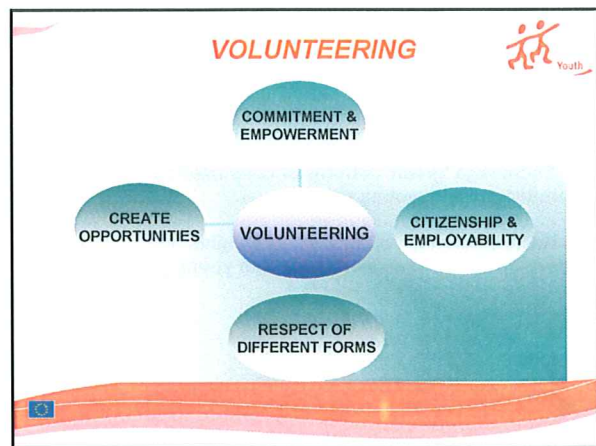 VOLUNTEERING
Youth
COMMITMENT &
EMPOWERMENT
CREATE
OPPORTUNITIES
VOLUNTEERING
CITIZENSHIP &
EMPLOYABILITY
RESPECT OF
DIFFERENT FORMS